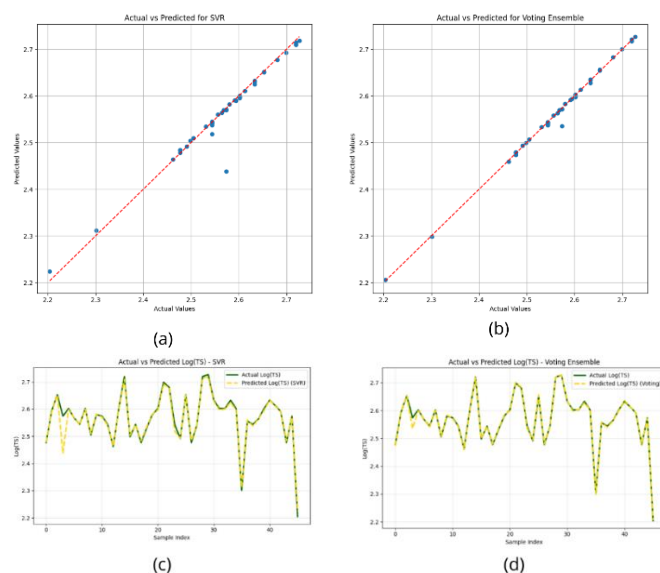 Actual vs Predicted for SVR
2.7
2.6
2.5
2.4
2.3
2.2
Predicted Values
2.2 2.3 2.4 2.5 2.6 2.7
Actual Values
(a)
Actual vs Predicted for Voting Ensemble
2.7
2.6
2.5
2.4
2.3
2.2
Predicted Values
2.2 2.3 2.4 2.5 2.6 2.7
Actual Values
(b)
Actual vs Predicted Log(TS) - SVR
Actual Log(TS)
Predicted Log(TS) (SVR)
2.7
2.6
2.5
2.4
2.3
2.2
Log(TS)
0 10 20 30 40
Sample Index
(c)
Actual vs Predicted Log(TS) - Voting Ensemble
Actual Log(TS)
Predicted Log(TS) (Voting)
2.7
2.6
2.5
2.4
2.3
2.2
Log(TS)
0 10 20 30 40
Sample Index
(d)